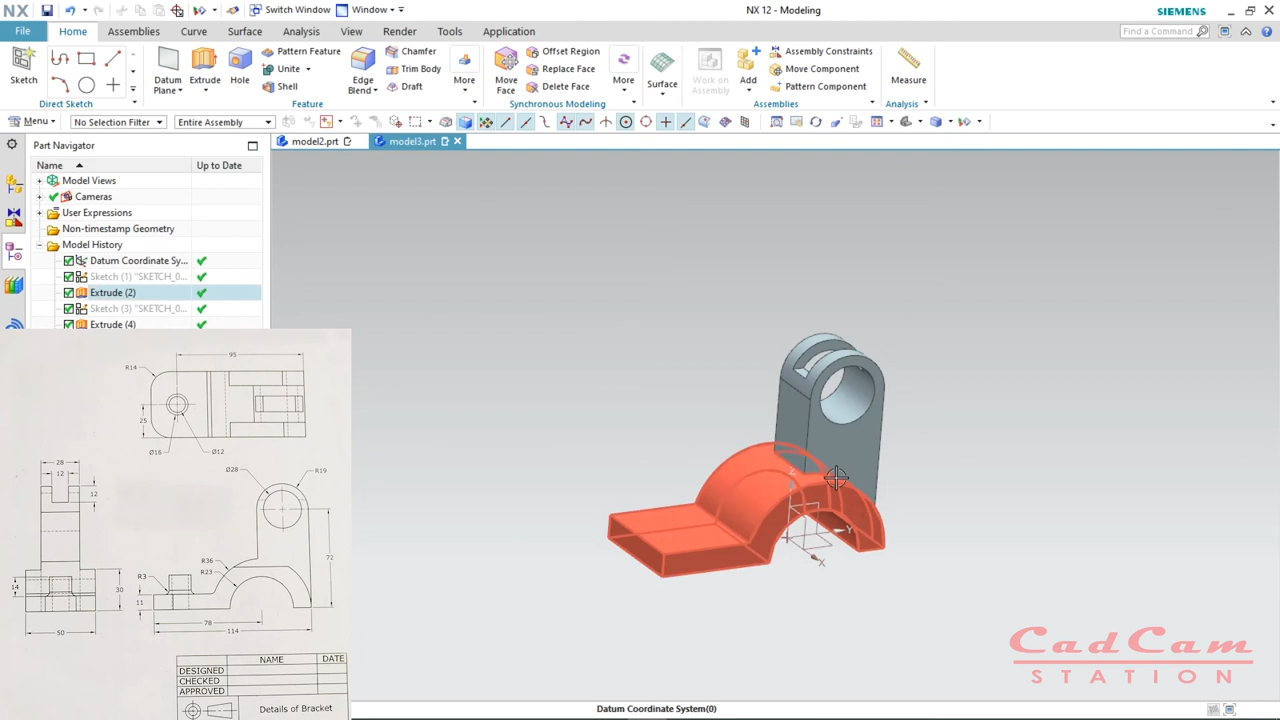 NX
Switch Window
Window
NX 12 - Modeling
SIEMENS
File
Home
Assemblies
Curve
Surface
Analysis
View
Render
Tools
Application
Find a Command
Sketch
Direct Sketch
Datum Plane
Extrude
Hole
Pattern Feature
Unite
Shell
Edge Blend
Chamfer
Trim Body
Draft
More
Feature
Move Face
Offset Region
Replace Face
Delete Face
More
Synchronous Modeling
Surface
Work on Assembly
Add
Assembly Constraints
Move Component
Pattern Component
Assemblies
Measure
Analysis
Menu
No Selection Filter
Entire Assembly
Part Navigator
model2.prt
model3.prt
Name
Up to Date
Model Views
Cameras
User Expressions
Non-timestamp Geometry
Model History
Datum Coordinate Sy...
Sketch (1) "SKETCH_0...
Extrude (2)
Sketch (3) "SKETCH_0...
Extrude (4)
95
R14
25
Ø16
Ø12
28
12
12
14
30
50
Ø28
R19
R36
R23
R3
11
72
78
114
NAME
DATE
DESIGNED
CHECKED
APPROVED
Details of Bracket
Z
Y
X
CadCam
STATION
Datum Coordinate System(0)